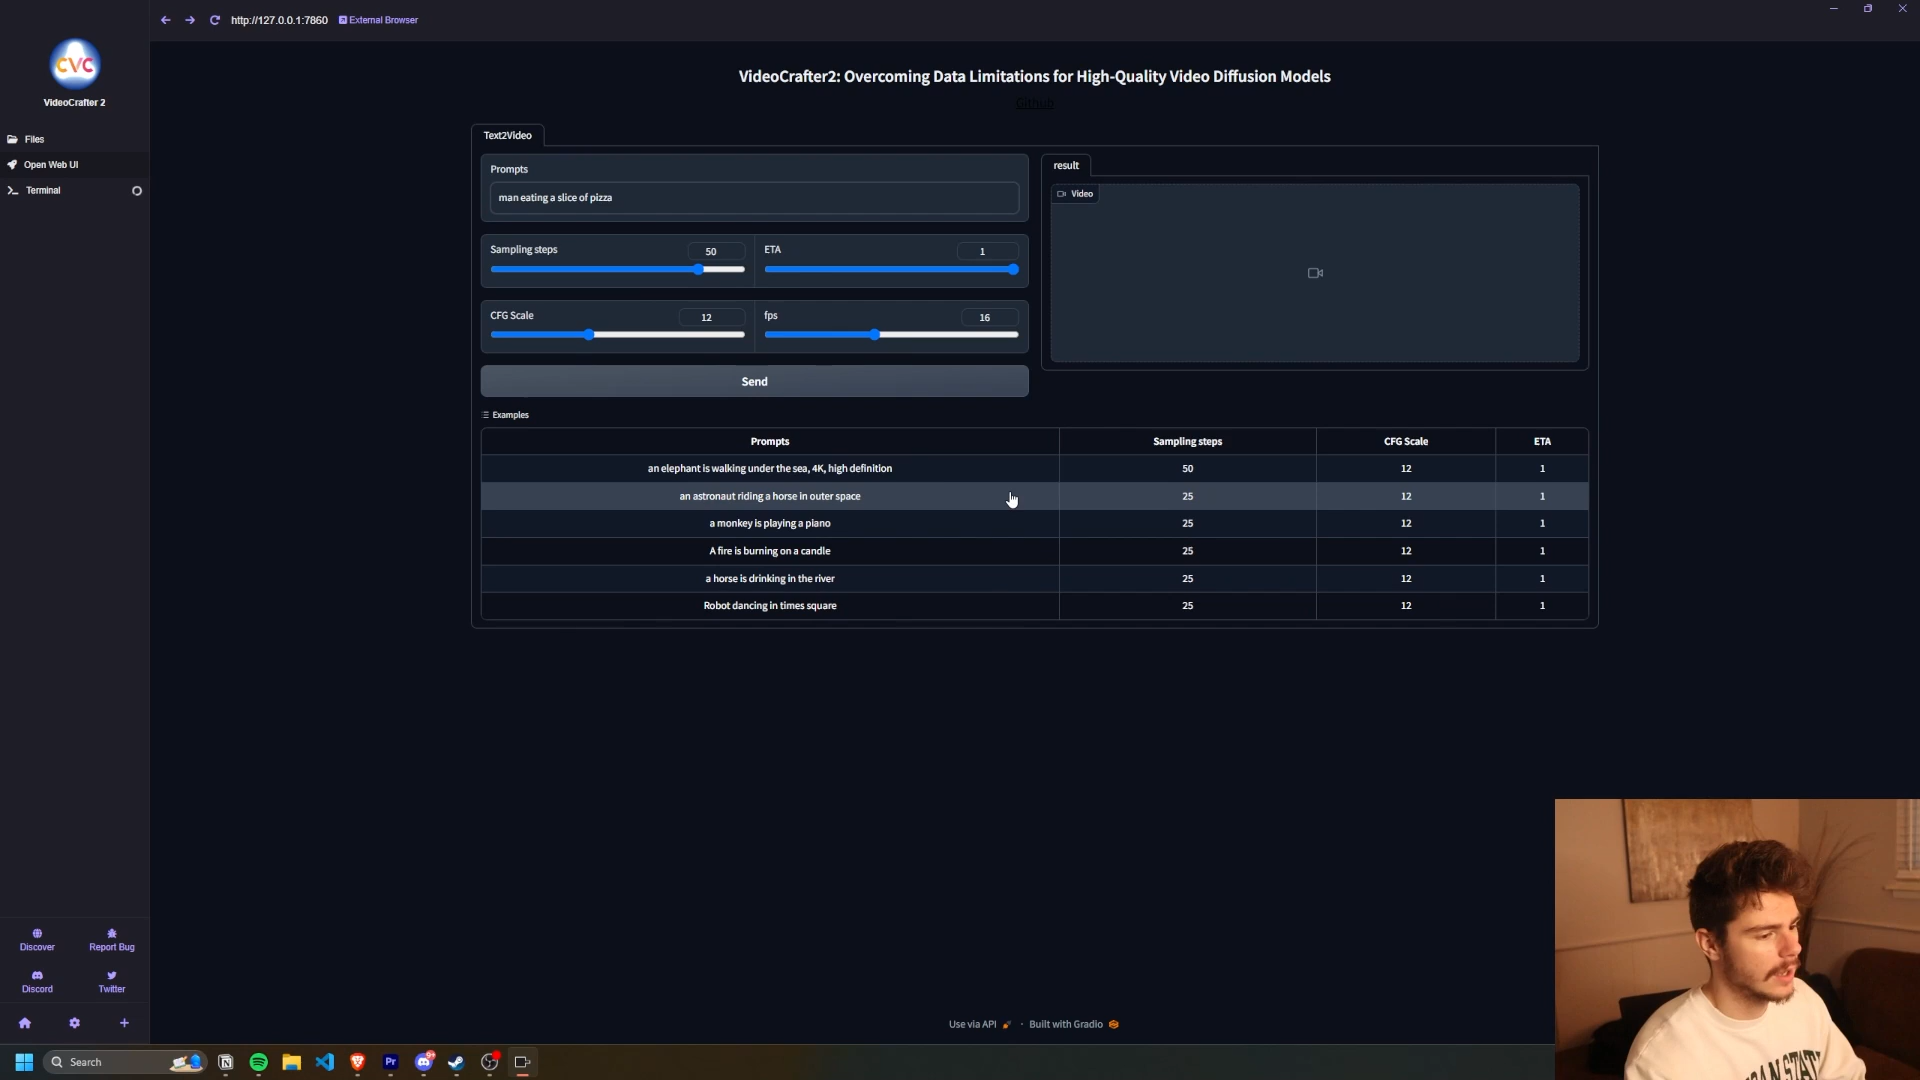 http://127.0.0.1:7860 External Browser
CVC
VideoCrafter 2
Files
Open Web UI
Terminal
VideoCrafter2: Overcoming Data Limitations for High-Quality Video Diffusion Models
Github
Text2Video
Prompts
man eating a slice of pizza
Sampling steps 50
ETA 1
CFG Scale 12
fps 16
Send
result
Video
Examples
Prompts Sampling steps CFG Scale ETA
an elephant is walking under the sea, 4K, high definition 50 12 1
an astronaut riding a horse in outer space 25 12 1
a monkey is playing a piano 25 12 1
A fire is burning on a candle 25 12 1
a horse is drinking in the river 25 12 1
Robot dancing in times square 25 12 1
Discover Report Bug
Discord Twitter
Use via API · Built with Gradio
Search
Pr